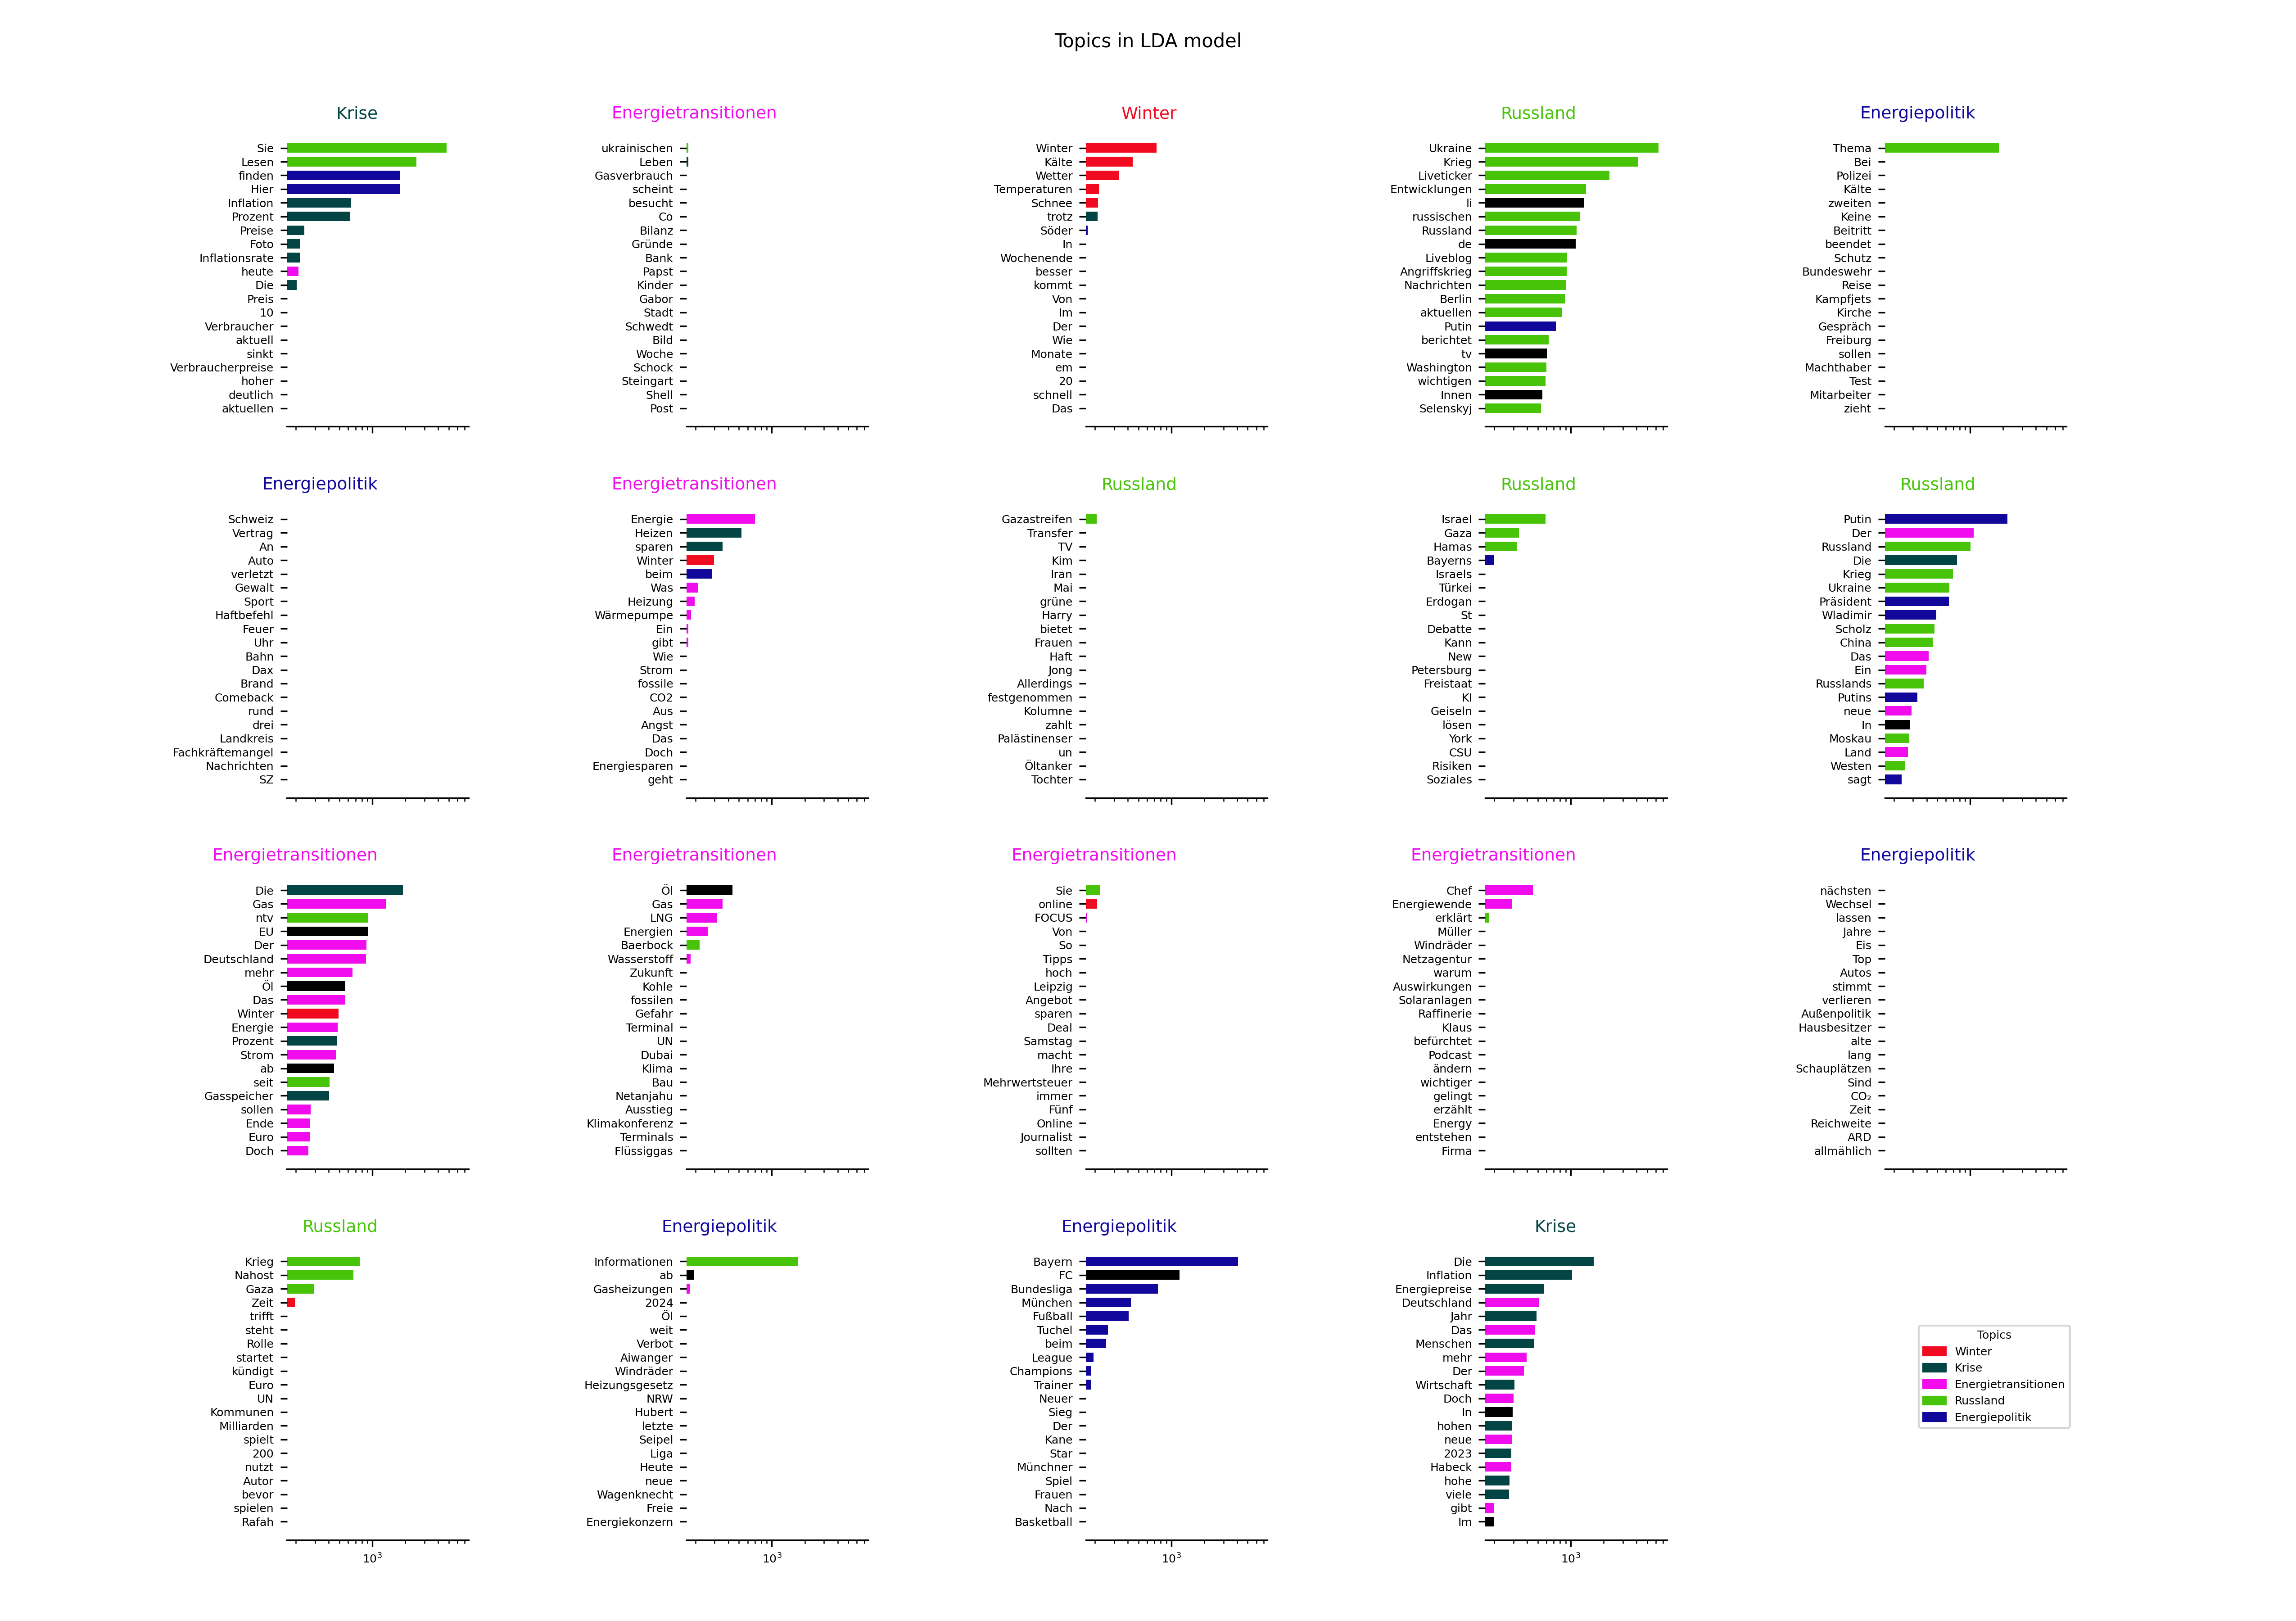 Topics in LDA model
Krise
Sie
Lesen
finden
Hier
Inflation
Prozent
Preise
Foto
Inflationsrate
heute
Die
Preis
10
Verbraucher
aktuell
sinkt
Verbraucherpreise
hoher
deutlich
aktuellen
Energietransitionen
ukrainischen
Leben
Gasverbrauch
scheint
besucht
Co
Bilanz
Gründe
Bank
Papst
Kinder
Gabor
Stadt
Schwedt
Bild
Woche
Schock
Steingart
Shell
Post
Winter
Winter
Kälte
Wetter
Temperaturen
Schnee
trotz
Söder
In
Wochenende
besser
kommt
Von
Im
Der
Wie
Monate
em
20
schnell
Das
Russland
Ukraine
Krieg
Liveticker
Entwicklungen
li
russischen
Russland
de
Liveblog
Angriffskrieg
Nachrichten
Berlin
aktuellen
Putin
berichtet
tv
Washington
wichtigen
Innen
Selenskyj
Energiepolitik
Thema
Bei
Polizei
Kälte
zweiten
Keine
Beitritt
beendet
Schutz
Bundeswehr
Reise
Kampfjets
Kirche
Gespräch
Freiburg
sollen
Machthaber
Test
Mitarbeiter
zieht
Energiepolitik
Schweiz
Vertrag
An
Auto
verletzt
Gewalt
Sport
Haftbefehl
Feuer
Uhr
Bahn
Dax
Brand
Comeback
rund
drei
Landkreis
Fachkräftemangel
Nachrichten
SZ
Energietransitionen
Energie
Heizen
sparen
Winter
beim
Was
Heizung
Wärmepumpe
Ein
gibt
Wie
Strom
fossile
CO2
Aus
Angst
Das
Doch
Energiesparen
geht
Russland
Gazastreifen
Transfer
TV
Kim
Iran
Mai
grüne
Harry
bietet
Frauen
Haft
Jong
Allerdings
festgenommen
Kolumne
zahlt
Palästinenser
un
Öltanker
Tochter
Russland
Israel
Gaza
Hamas
Bayerns
Israels
Türkei
Erdogan
St
Debatte
Kann
New
Petersburg
Freistaat
KI
Geiseln
lösen
York
CSU
Risiken
Soziales
Russland
Putin
Der
Russland
Die
Krieg
Ukraine
Präsident
Wladimir
Scholz
China
Das
Ein
Russlands
Putins
neue
In
Moskau
Land
Westen
sagt
Energietransitionen
Die
Gas
ntv
EU
Der
Deutschland
mehr
Öl
Das
Winter
Energie
Prozent
Strom
ab
seit
Gasspeicher
sollen
Ende
Euro
Doch
Energietransitionen
Öl
Gas
LNG
Energien
Baerbock
Wasserstoff
Zukunft
Kohle
fossilen
Gefahr
Terminal
UN
Dubai
Klima
Bau
Netanjahu
Ausstieg
Klimakonferenz
Terminals
Flüssiggas
Energietransitionen
Sie
online
FOCUS
Von
So
Tipps
hoch
Leipzig
Angebot
sparen
Deal
Samstag
macht
Ihre
Mehrwertsteuer
immer
Fünf
Online
Journalist
sollten
Energietransitionen
Chef
Energiewende
erklärt
Müller
Windräder
Netzagentur
warum
Auswirkungen
Solaranlagen
Raffinerie
Klaus
befürchtet
Podcast
ändern
wichtiger
gelingt
erzählt
Energy
entstehen
Firma
Energiepolitik
nächsten
Wechsel
lassen
Jahre
Eis
Top
Autos
stimmt
verlieren
Außenpolitik
Hausbesitzer
alte
lang
Schauplätzen
Sind
CO₂
Zeit
Reichweite
ARD
allmählich
Russland
Krieg
Nahost
Gaza
Zeit
trifft
steht
Rolle
startet
kündigt
Euro
UN
Kommunen
Milliarden
spielt
200
nutzt
Autor
bevor
spielen
Rafah
10³
Energiepolitik
Informationen
ab
Gasheizungen
2024
Öl
weit
Verbot
Aiwanger
Windräder
Heizungsgesetz
NRW
Hubert
letzte
Seipel
Liga
Heute
neue
Wagenknecht
Freie
Energiekonzern
10³
Energiepolitik
Bayern
FC
Bundesliga
München
Fußball
Tuchel
beim
League
Champions
Trainer
Neuer
Sieg
Der
Kane
Star
Münchner
Spiel
Frauen
Nach
Basketball
10³
Krise
Die
Inflation
Energiepreise
Deutschland
Jahr
Das
Menschen
mehr
Der
Wirtschaft
Doch
In
hohen
neue
2023
Habeck
hohe
viele
gibt
Im
10³
Topics
Winter
Krise
Energietransitionen
Russland
Energiepolitik